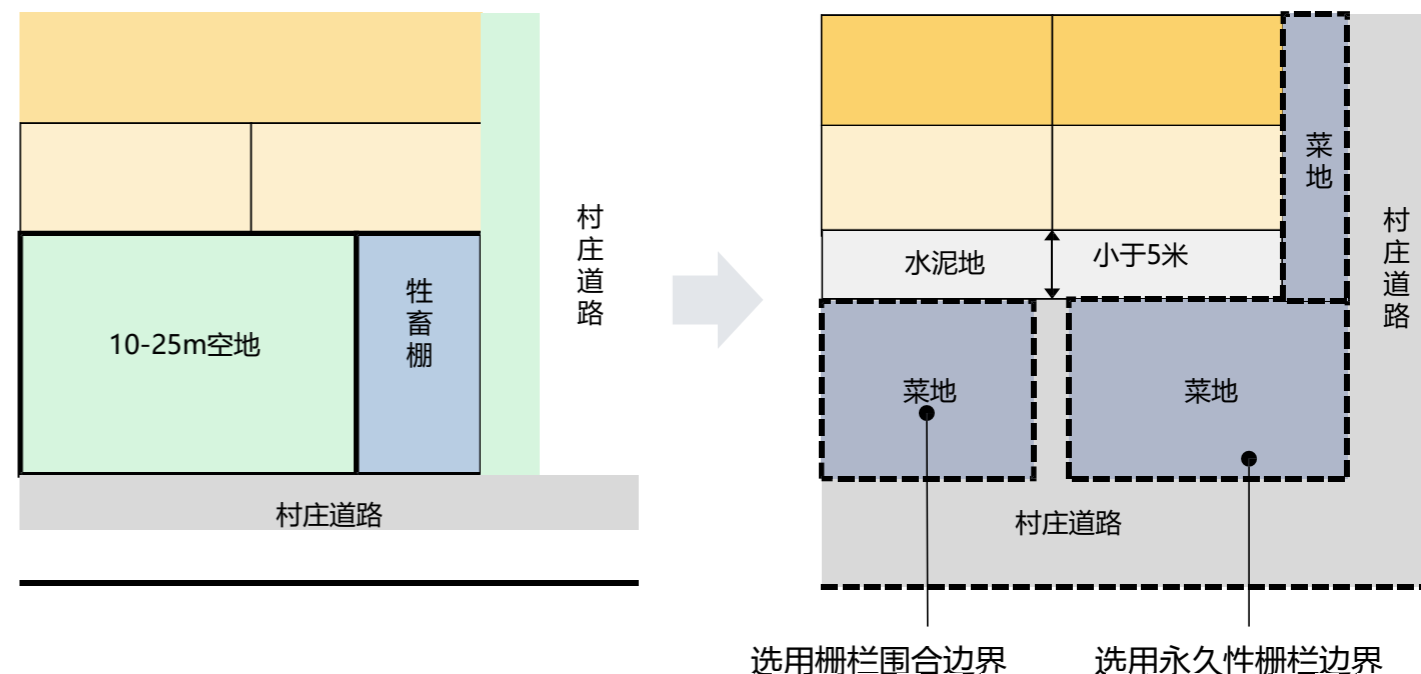 牲畜棚
10-25m空地
村庄道路
村庄道路
菜地
水泥地
小于5米
村庄道路
菜地
菜地
村庄道路
选用栅栏围合边界
选用永久性栅栏边界